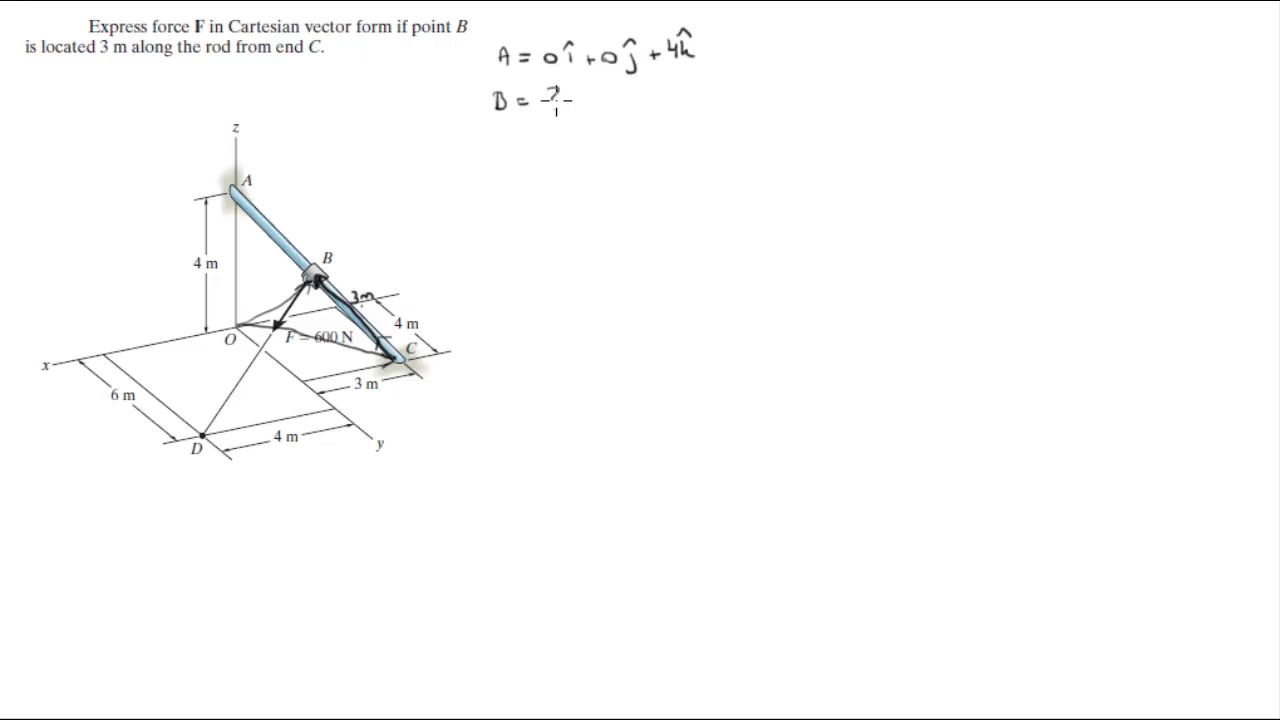 Express force F in Cartesian vector form if point B
is located 3 m along the rod from end C.
A = 0î + 0ĵ + 4k̂
B = ?
z
A
B
4 m
3m
4 m
O
F = 600 N
C
x
3 m
6 m
4 m
y
D